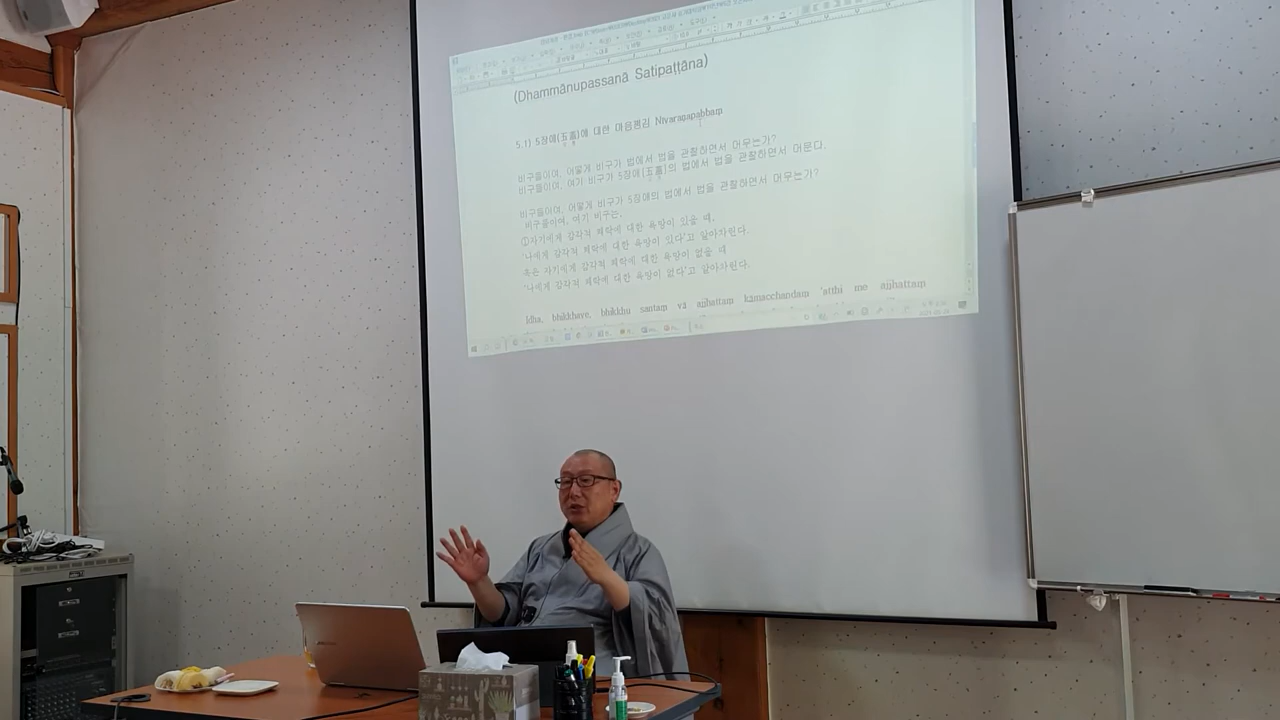 (Dhammānupassanā Satipaṭṭāna)
5.1) 5장애(五蓋)에 대한 마음챙김 Nīvaraṇapabbaṃ
비구들이여, 어떻게 비구가 법에서 법을 관찰하면서 머무는가?
비구들이여, 여기 비구가 5장애(五蓋)의 법에서 법을 관찰하면서 머문다.
비구들이여, 어떻게 비구가 5장애의 법에서 법을 관찰하면서 머무는가?
비구들이여, 여기 비구는,
①자기에게 감각적 쾌락에 대한 욕망이 있을 때,
'나에게 감각적 쾌락에 대한 욕망이 있다'고 알아차린다.
혹은 자기에게 감각적 쾌락에 대한 욕망이 없을 때
'나에게 감각적 쾌락에 대한 욕망이 없다'고 알아차린다.
Idha, bhikkhave, bhikkhu santaṃ vā ajjhattaṃ kāmacchandaṃ 'atthi me ajjhattaṃ